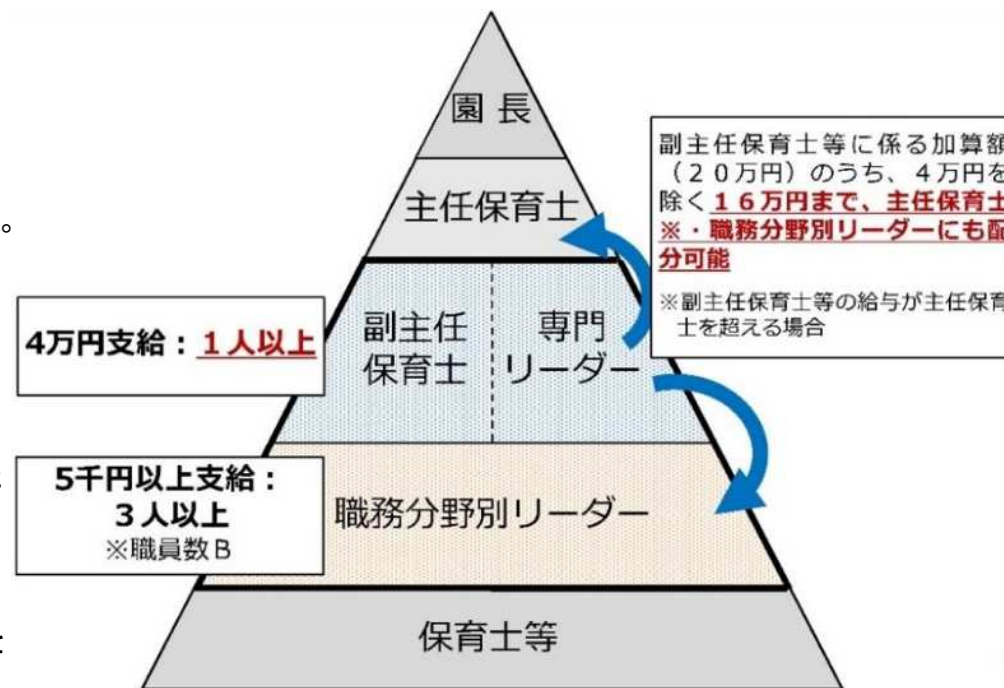 園 長
主任保育士
副主任保育士等に係る加算額
（２０万円）のうち、４万円を
除く１６万円まで、主任保育士
※・職務分野別リーダーにも配
分可能
※副主任保育士等の給与が主任保育
士を超える場合
。
4万円支給：１人以上
副主任
保育士
専門
リーダー
5千円以上支給：
３人以上
※職員数Ｂ
職務分野別リーダー
保育士等